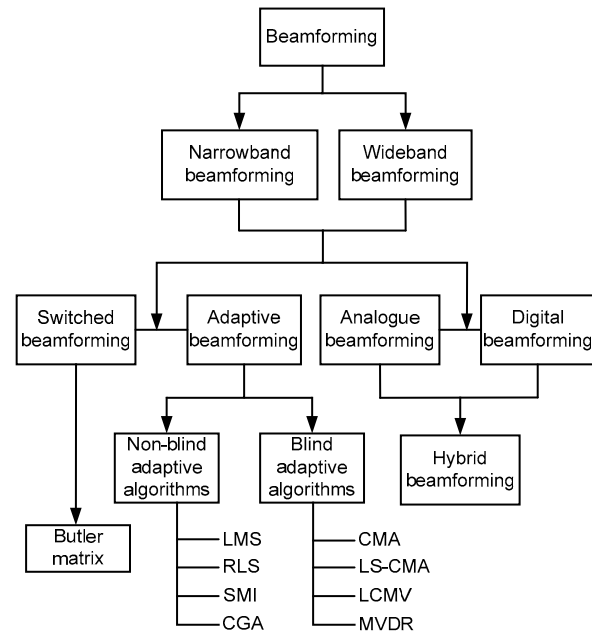 Beamforming
Narrowband
beamforming
Wideband
beamforming
Switched
beamforming
Adaptive
beamforming
Analogue
beamforming
Digital
beamforming
Non-blind
adaptive
algorithms
Blind
adaptive
algorithms
Hybrid
beamforming
Butler
matrix
LMS
RLS
SMI
CGA
CMA
LS-CMA
LCMV
MVDR